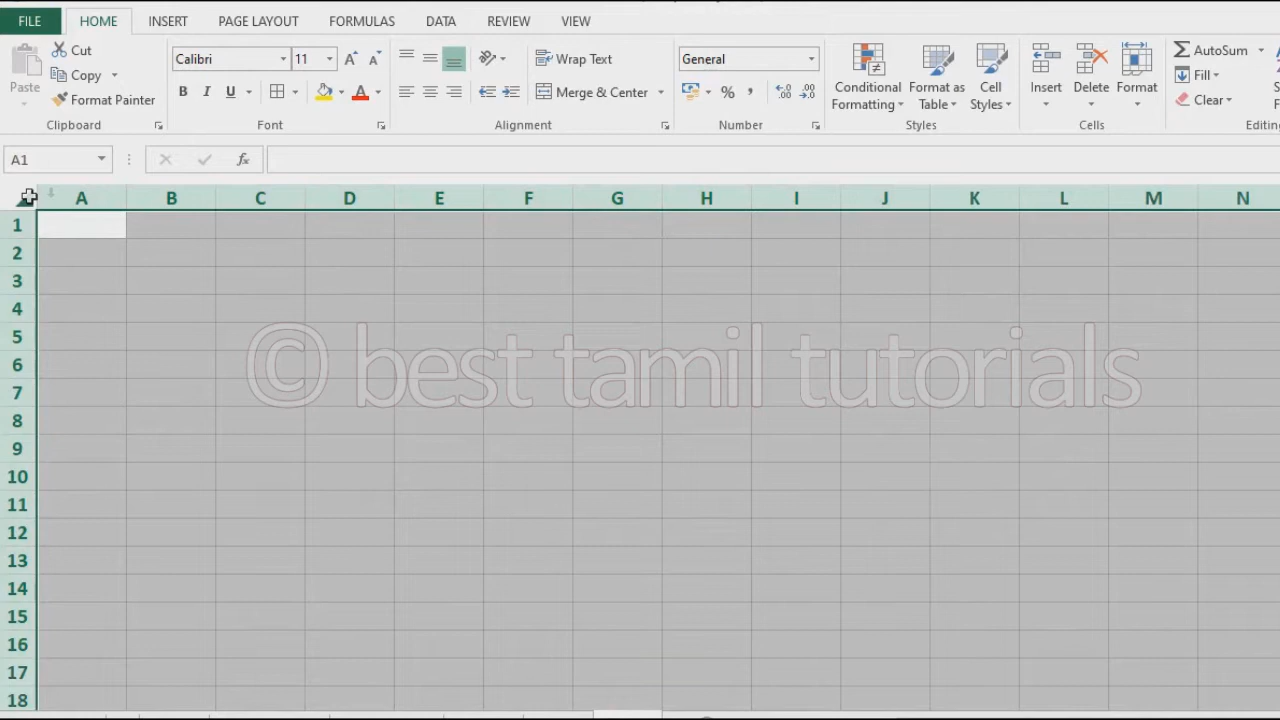 FILE HOME INSERT PAGE LAYOUT FORMULAS DATA REVIEW VIEW
Paste
Cut
Copy
Format Painter
Clipboard
Calibri 11
B I U A
Font
Wrap Text
Merge & Center
Alignment
General
% ,
Number
Conditional Formatting
Format as Table
Cell Styles
Styles
Insert Delete Format
Cells
AutoSum
Fill
Clear
Editing
A1 fx
A B C D E F G H I J K L M N
1
2
3
4
5
6
7
8
9
10
11
12
13
14
15
16
17
18
© best tamil tutorials